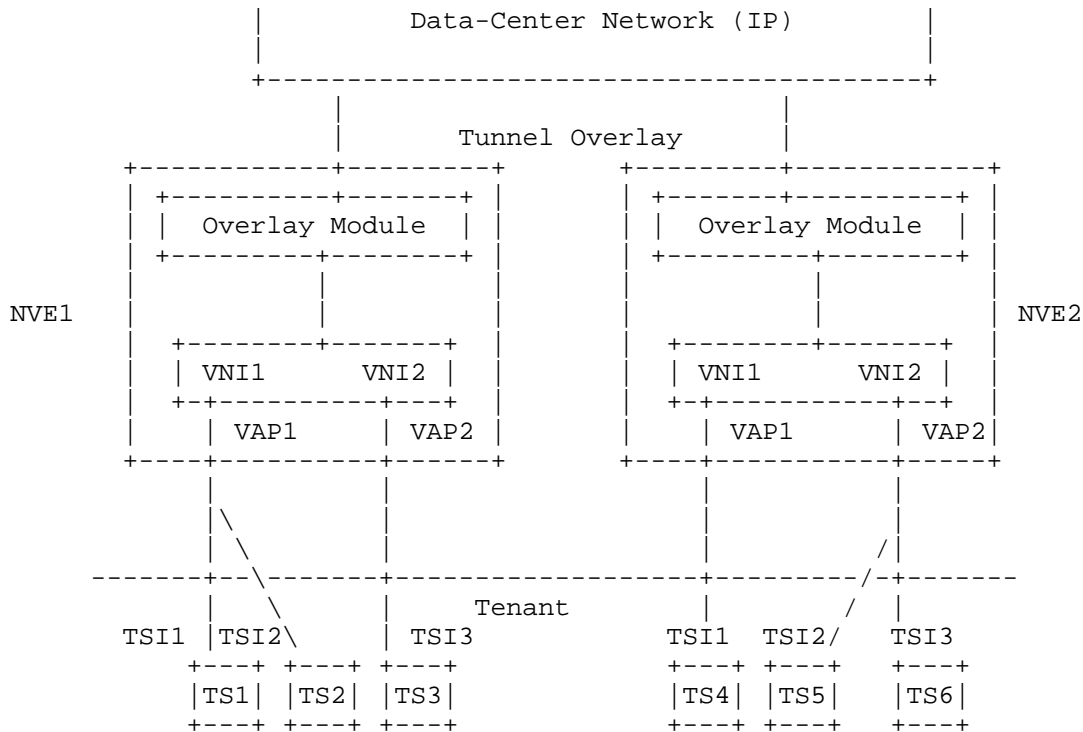 Data-Center Network (IP)
Tunnel Overlay
Overlay Module Overlay Module
NVE1 NVE2
VNI1 VNI2 VNI1 VNI2
VAP1 VAP2 VAP1 VAP2
Tenant
TSI1 TSI2 TSI3 TSI1 TSI2 TSI3
TS1 TS2 TS3 TS4 TS5 TS6